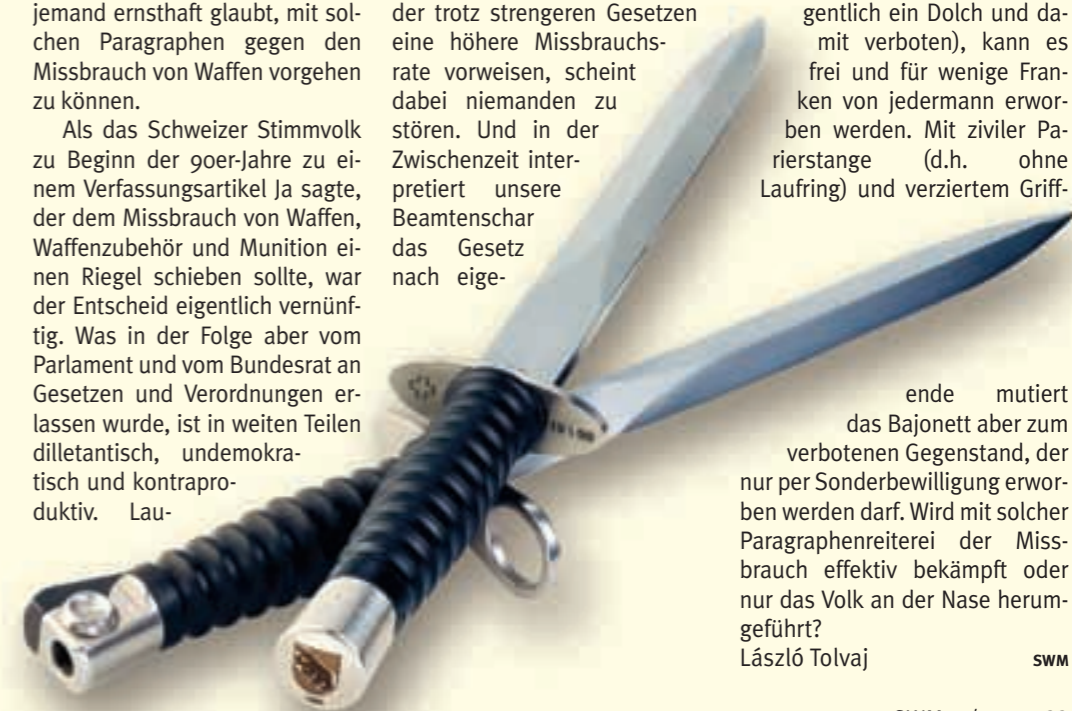 jemand ernsthaft glaubt, mit sol-
chen Paragraphen gegen den
Missbrauch von Waffen vorgehen
zu können.
Als das Schweizer Stimmvolk
zu Beginn der 90er-Jahre zu ei-
nem Verfassungsartikel Ja sagte,
der dem Missbrauch von Waffen,
Waffenzubehör und Munition ei-
nen Riegel schieben sollte, war
der Entscheid eigentlich vernünf-
tig. Was in der Folge aber vom
Parlament und vom Bundesrat an
Gesetzen und Verordnungen er-
lassen wurde, ist in weiten Teilen
dilletantisch, undemokra-
tisch und kontrapro-
duktiv. Lau-
der trotz strengeren Gesetzen
eine höhere Missbrauchs-
rate vorweisen, scheint
dabei niemanden zu
stören. Und in der
Zwischenzeit inter-
pretiert unsere
Beamtenschar
das Gesetz
nach eige-
gentlich ein Dolch und da-
mit verboten), kann es
frei und für wenige Fran-
ken von jedermann erwor-
ben werden. Mit ziviler Pa-
rierstange (d.h. ohne
Laufring) und verziertem Griff-
ende mutiert
das Bajonett aber zum
verbotenen Gegenstand, der
nur per Sonderbewilligung erwor-
ben werden darf. Wird mit solcher
Paragraphenreiterei der Miss-
brauch effektiv bekämpft oder
nur das Volk an der Nase herum-
geführt?
László Tolvaj SWM